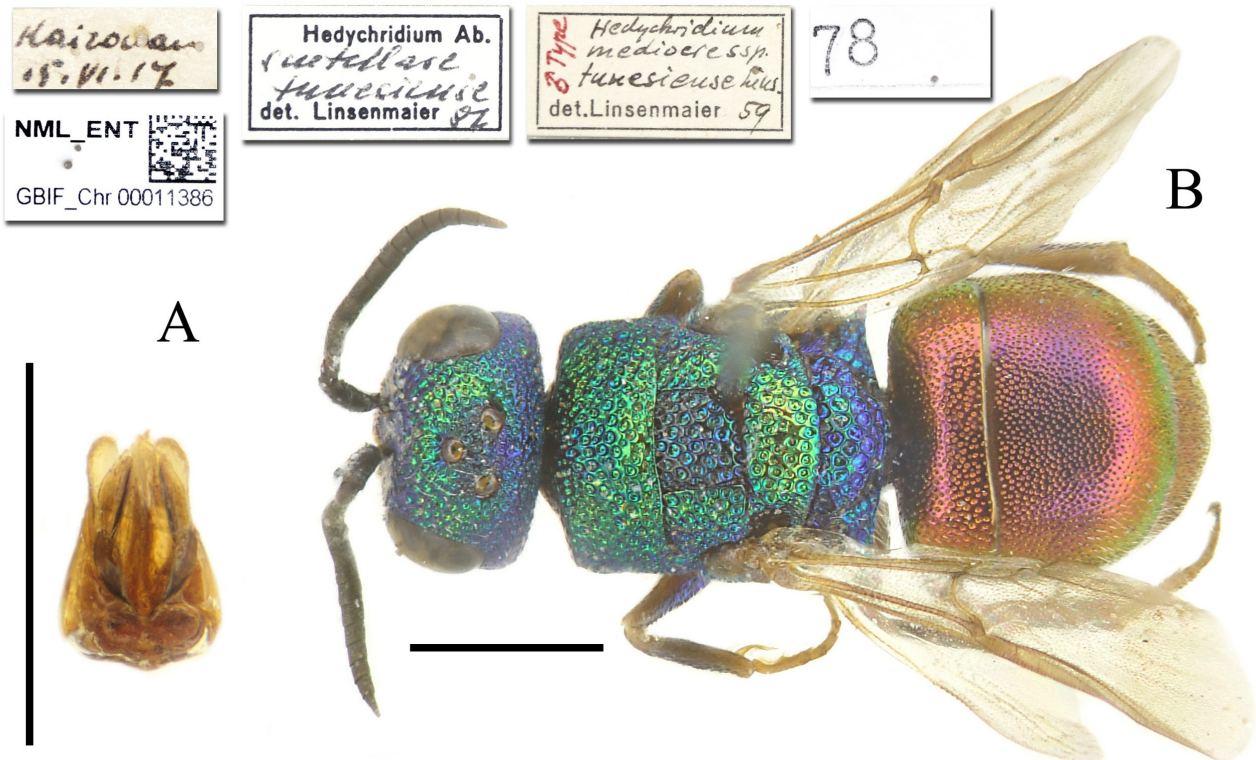 Kairouan
15.VI.17
Hedychridium Ab.
scutellare
tunesiense
det. Linsenmaier 82
♂ Type
Hedychridium
mediocre ssp.
tunesiense Lins.
det. Linsenmaier 59
78
NML_ENT
GBIF_Chr 00011386
A
B